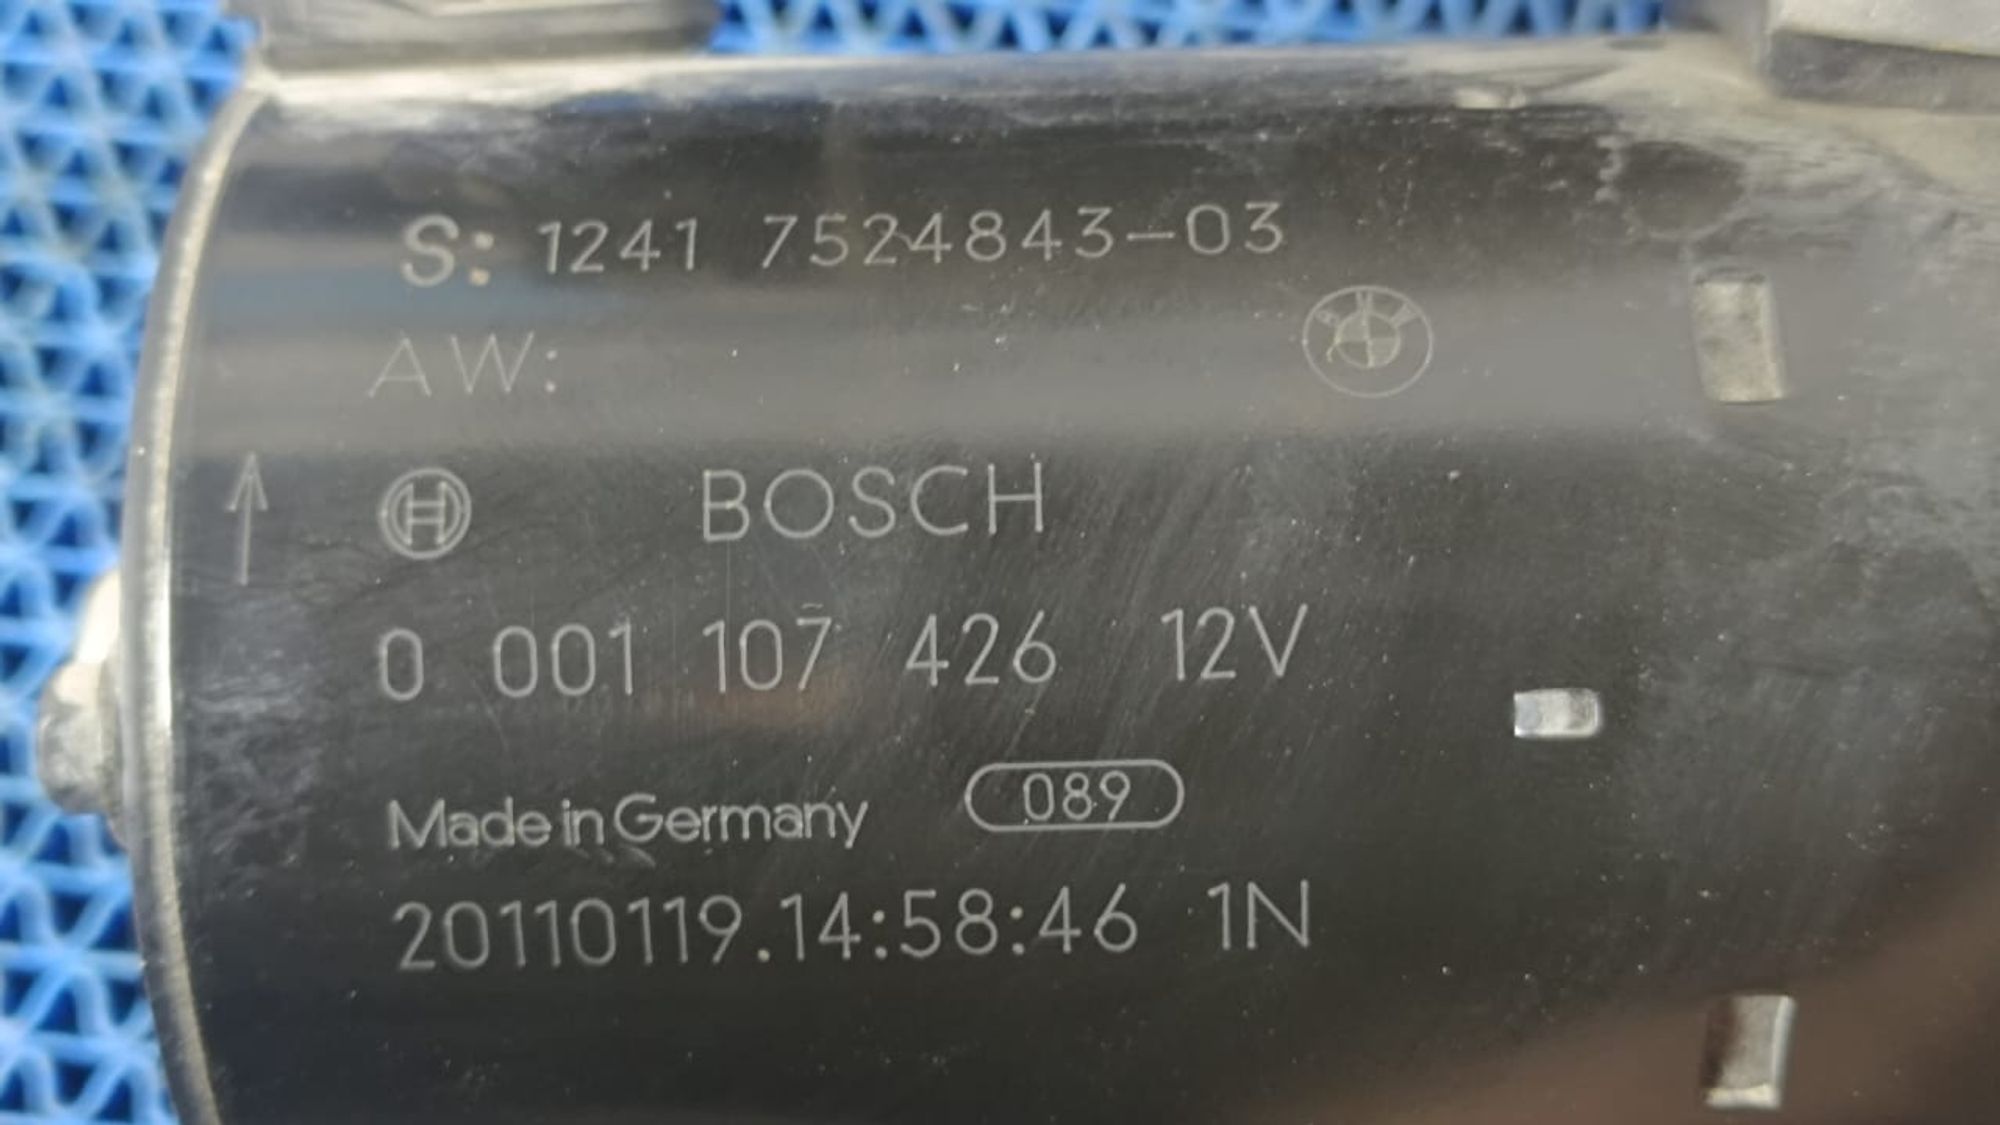 S: 1241 7524843-03
AW:
BMW
BOSCH
0 001 107 426 12V
Made in Germany 089
20110119.14:58:46 1N